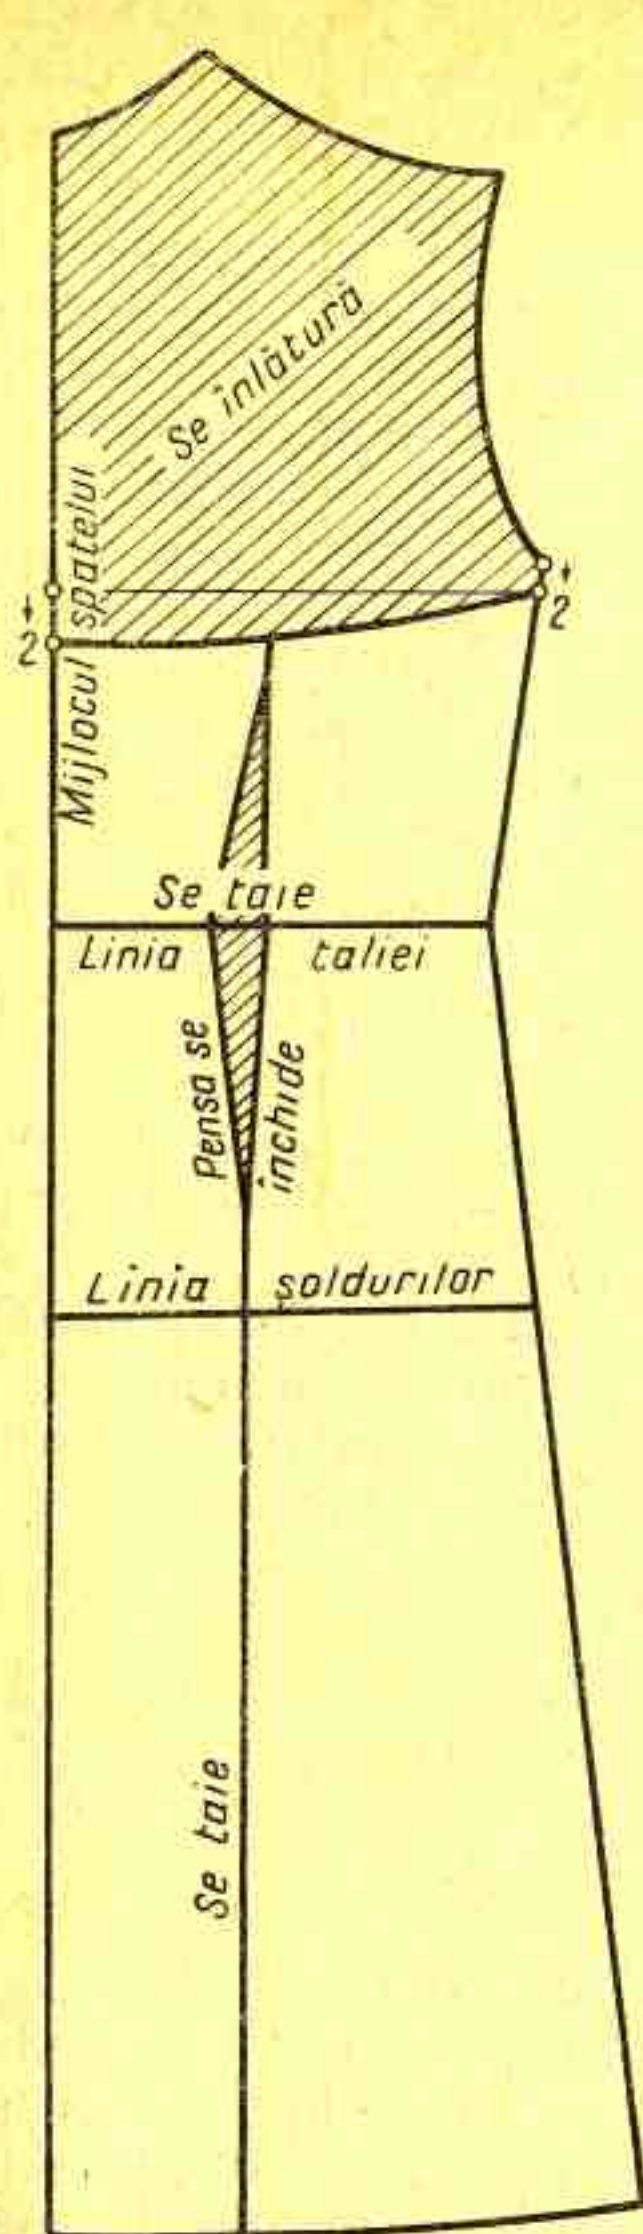 Se înlătură
Mijlocul spatelui
2
2
Se taie
Linia taliei
Pensa se
închide
Linia șoldurilor
Se taie